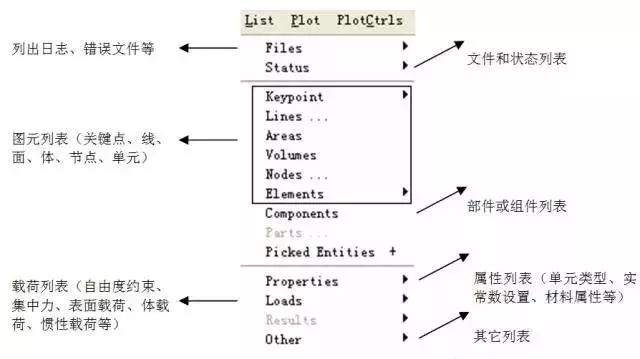 List Plot PlotCtrls
列出日志、错误文件等
Files
Status
文件和状态列表
Keypoint
Lines ...
Areas
Volumes
Nodes ...
Elements
图元列表（关键点、线、
面、体、节点、单元）
Components
部件或组件列表
Parts ...
Picked Entities +
Properties
属性列表（单元类型、实
常数设置、材料属性等）
载荷列表（自由度约束、
集中力、表面载荷、体载
荷、惯性载荷等）
Loads
Results
Other
其它列表